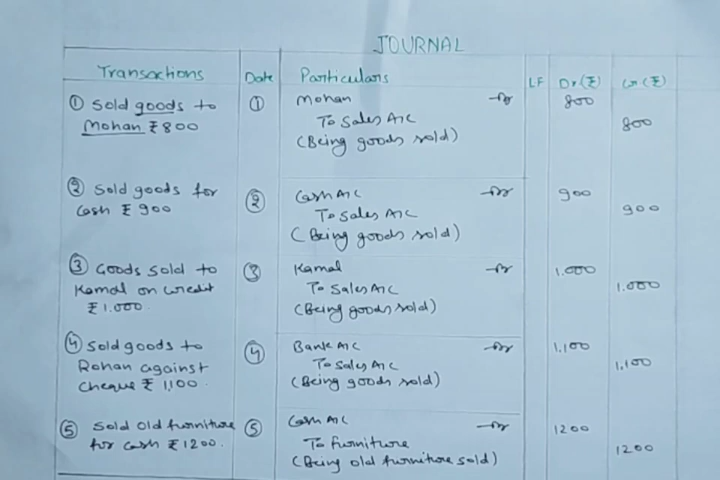 JOURNAL
Transactions Date Particulars LF Dr(₹) Cr(₹)
① Sold goods to ① Mohan Dr 800
Mohan ₹800 To Sales A/C 800
(Being goods sold)
② Sold goods for ② Cash A/C Dr 900
Cash ₹ 900 To Sales A/C 900
(Being goods sold)
③ Goods sold to ③ Kamal Dr 1,000
Kamal on credit To Sales A/C 1,000
₹1,000. (Being goods sold)
④ Sold goods to ④ Bank A/C Dr 1,100
Rohan against To Sales A/C 1,100
Cheque ₹ 1,100. (Being goods sold)
⑤ Sold Old furniture ⑤ Cash A/C Dr 1200
for Cash ₹1200. To furniture 1200
(Being old furniture sold)